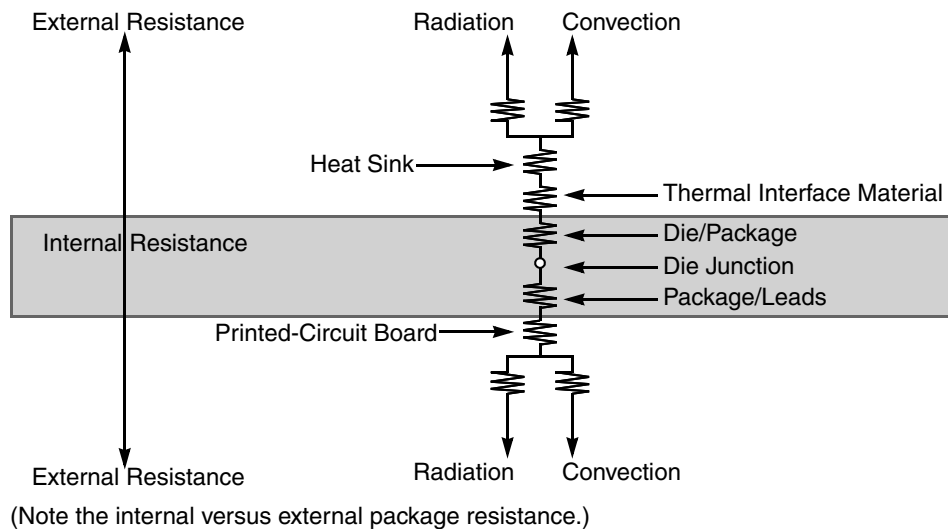 External Resistance
Radiation
Convection
Heat Sink
Thermal Interface Material
Internal Resistance
Die/Package
Die Junction
Package/Leads
Printed-Circuit Board
External Resistance
Radiation
Convection
(Note the internal versus external package resistance.)